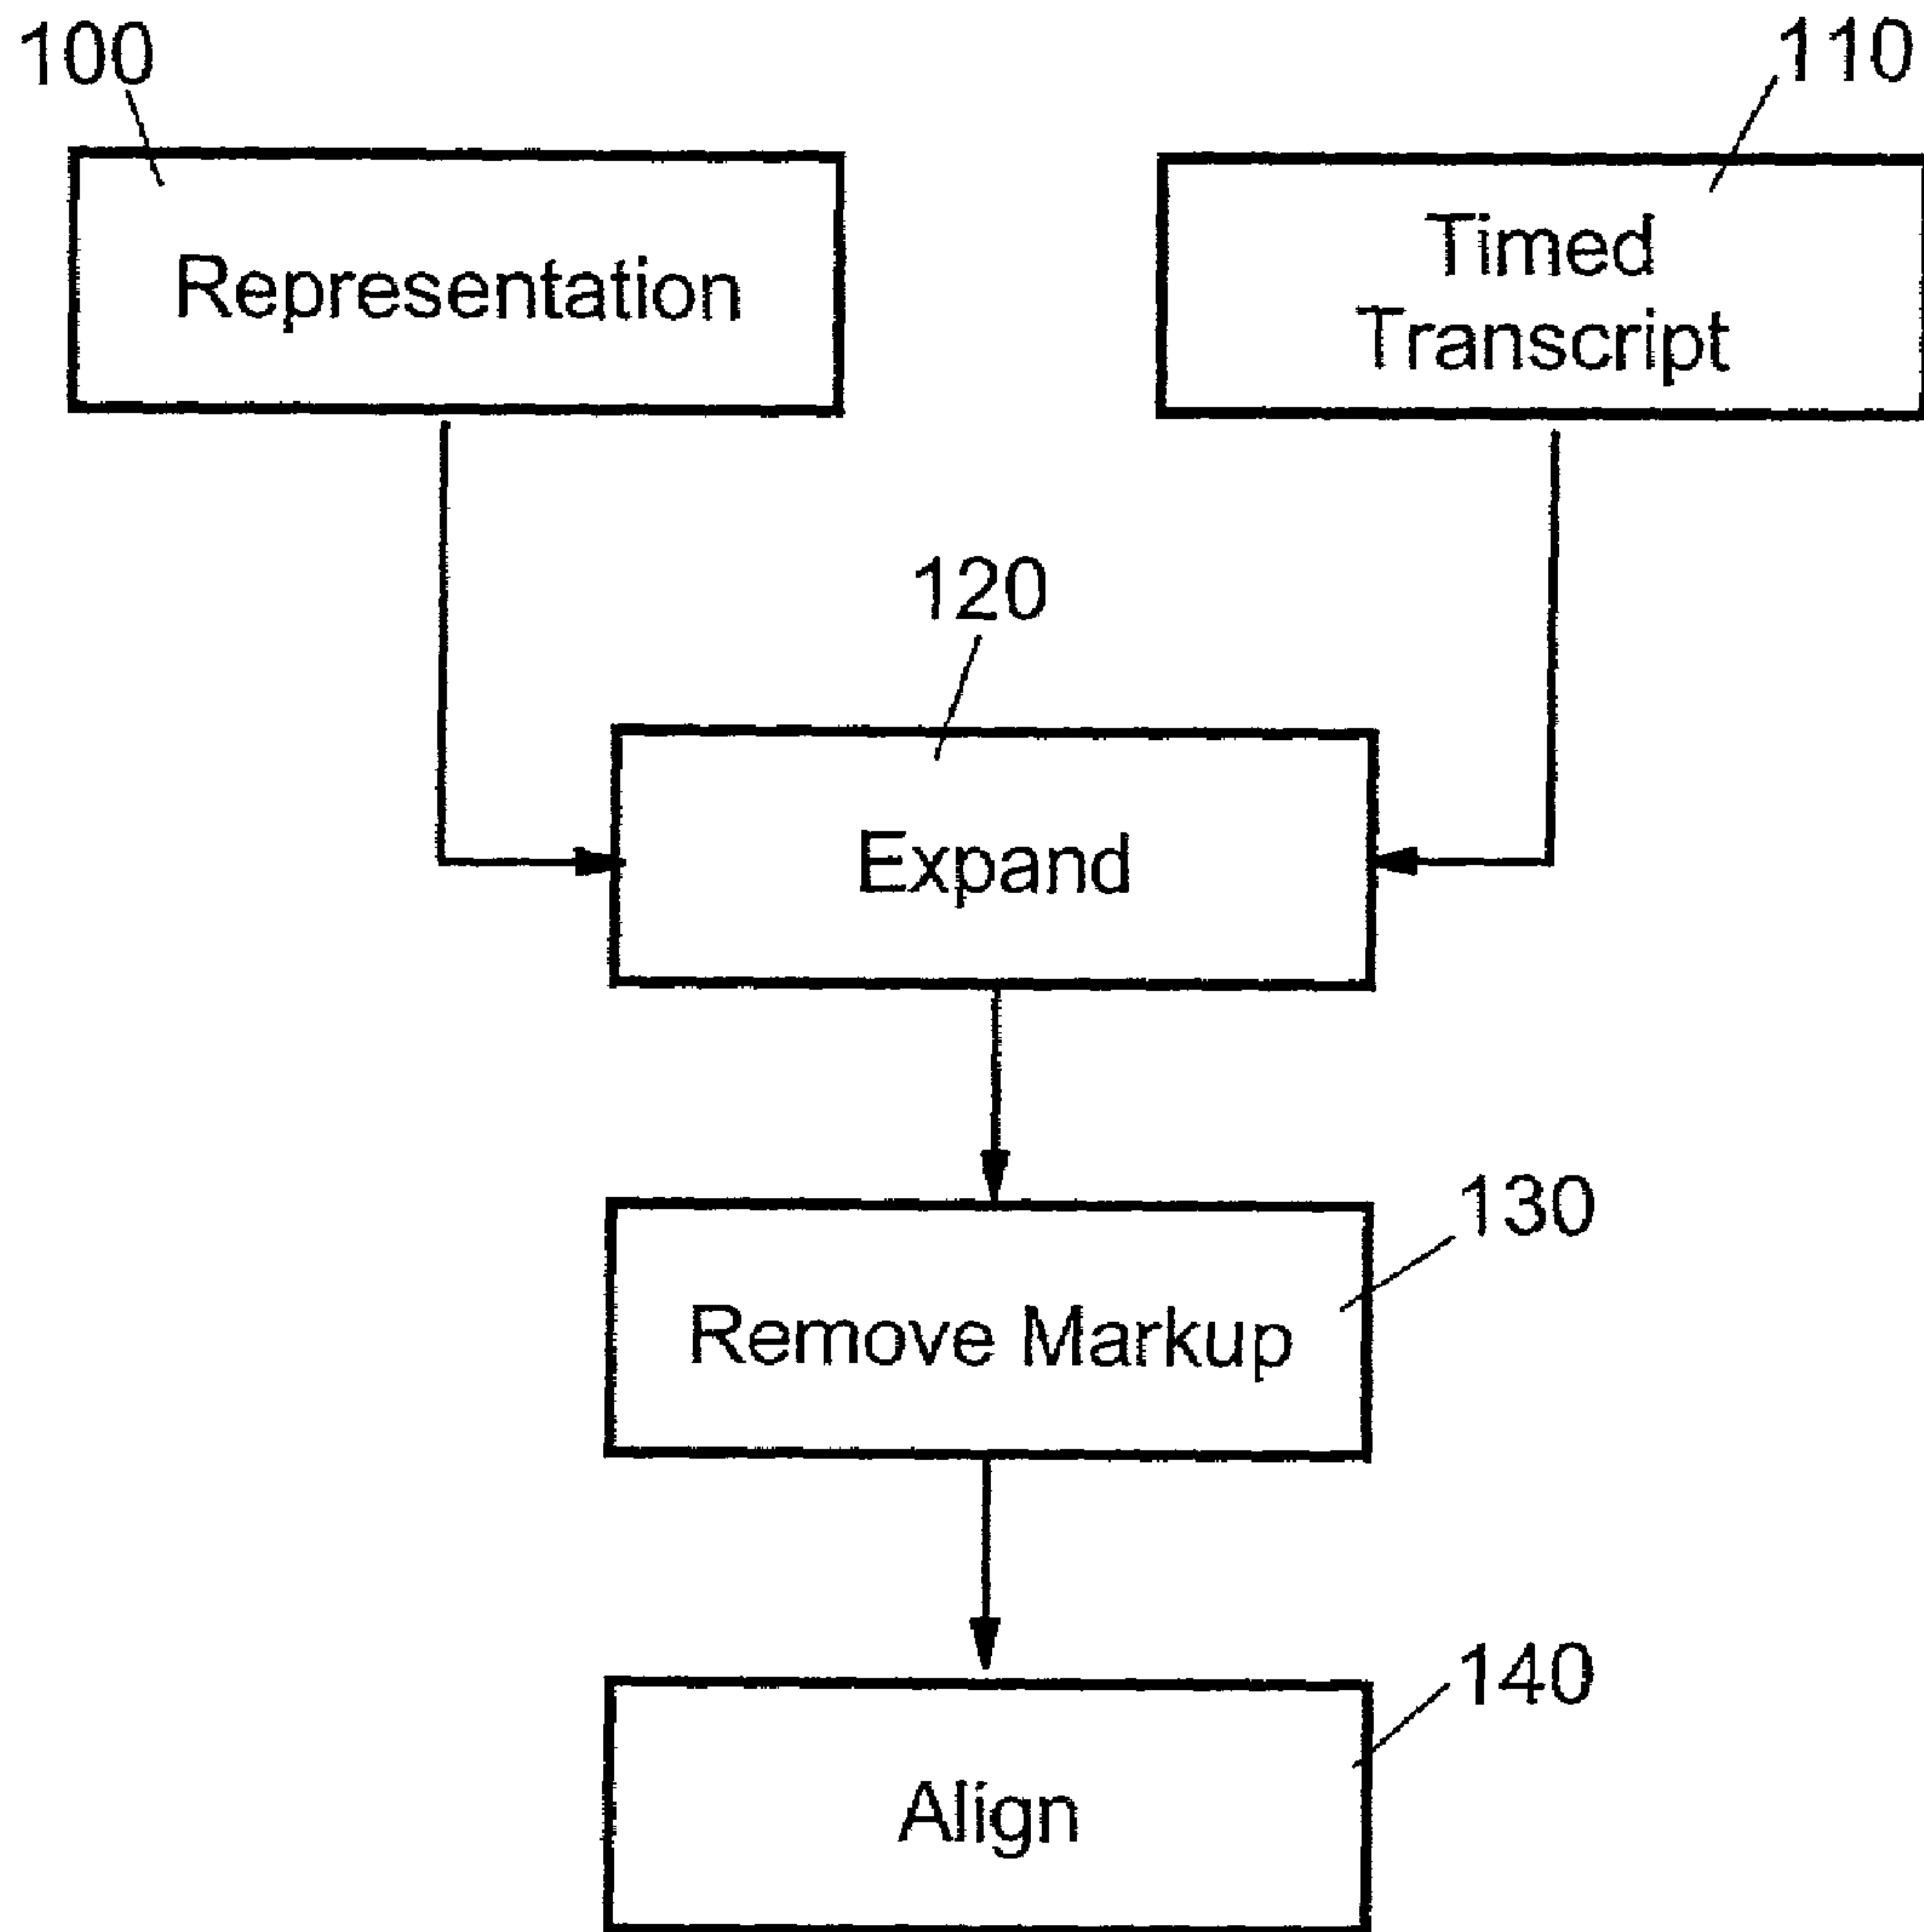 100
110
Representation
Timed
Transcript
120
Expand
130
Remove Markup
140
Align